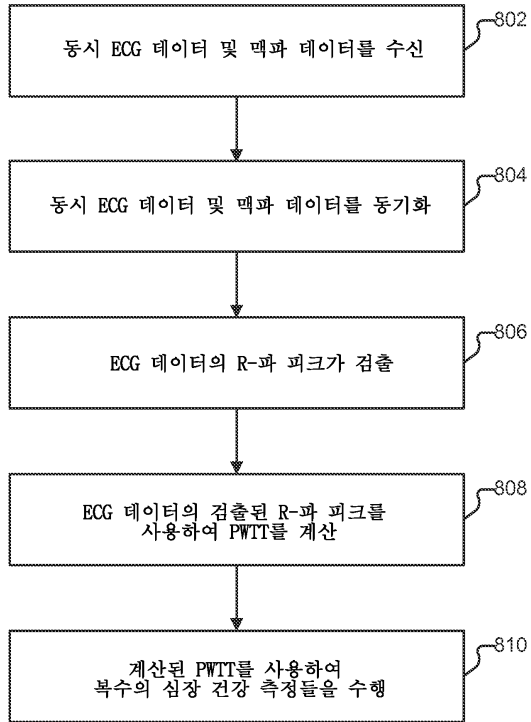 동시 ECG 데이터 및 맥파 데이터를 수신
802
동시 ECG 데이터 및 맥파 데이터를 동기화
804
ECG 데이터의 R-파 피크가 검출
806
ECG 데이터의 검출된 R-파 피크를
사용하여 PWTT를 계산
808
계산된 PWTT를 사용하여
복수의 심장 건강 측정들을 수행
810